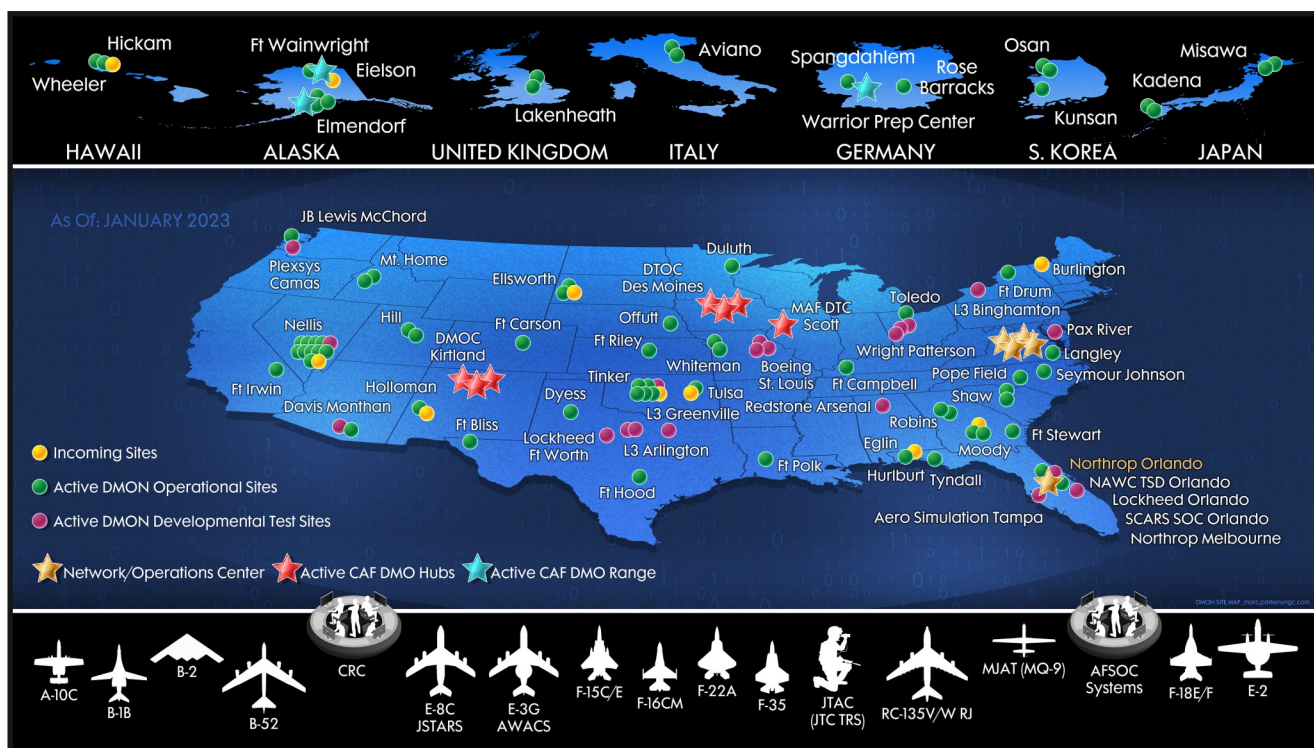 Hickam
Wheeler
HAWAII
Ft Wainwright
Eielson
Elmendorf
ALASKA
Lakenheath
UNITED KINGDOM
Aviano
ITALY
Spangdahlem
Rose
Barracks
Warrior Prep Center
GERMANY
Osan
Kunsan
S. KOREA
Misawa
Kadena
JAPAN
As Of: JANUARY 2023
JB Lewis McChord
Plexsys
Camas
Mt. Home
Ellsworth
Duluth
DTOC
Des Moines
MAF DTC
Scott
Toledo
Burlington
Ft Drum
L3 Binghamton
Pax River
Langley
Nellis
Hill
DMOC
Kirtland
Ft Carson
Offutt
Ft Riley
Whiteman
Boeing
St. Louis
Wright Patterson
Ft Campbell
Pope Field
Seymour Johnson
Shaw
Ft Irwin
Holloman
Davis Monthan
Ft Bliss
Dyess
Tinker
Tulsa
L3 Greenville
Redstone Arsenal
Robins
Lockheed
Ft Worth
L3 Arlington
Ft Hood
Ft Polk
Eglin
Hurlburt
Tyndall
Moody
Ft Stewart
Northrop Orlando
NAWC TSD Orlando
Lockheed Orlando
SCARS SOC Orlando
Northrop Melbourne
Aero Simulation Tampa
Incoming Sites
Active DMON Operational Sites
Active DMON Developmental Test Sites
Network/Operations Center
Active CAF DMO Hubs
Active CAF DMO Range
A-10C
B-1B
B-2
B-52
CRC
E-8C
JSTARS
E-3G
AWACS
F-15C/E
F-16CM
F-22A
F-35
JTAC
(JTC TRS)
RC-135V/W RJ
MJAT (MQ-9)
AFSOC
Systems
F-18E/F
E-2